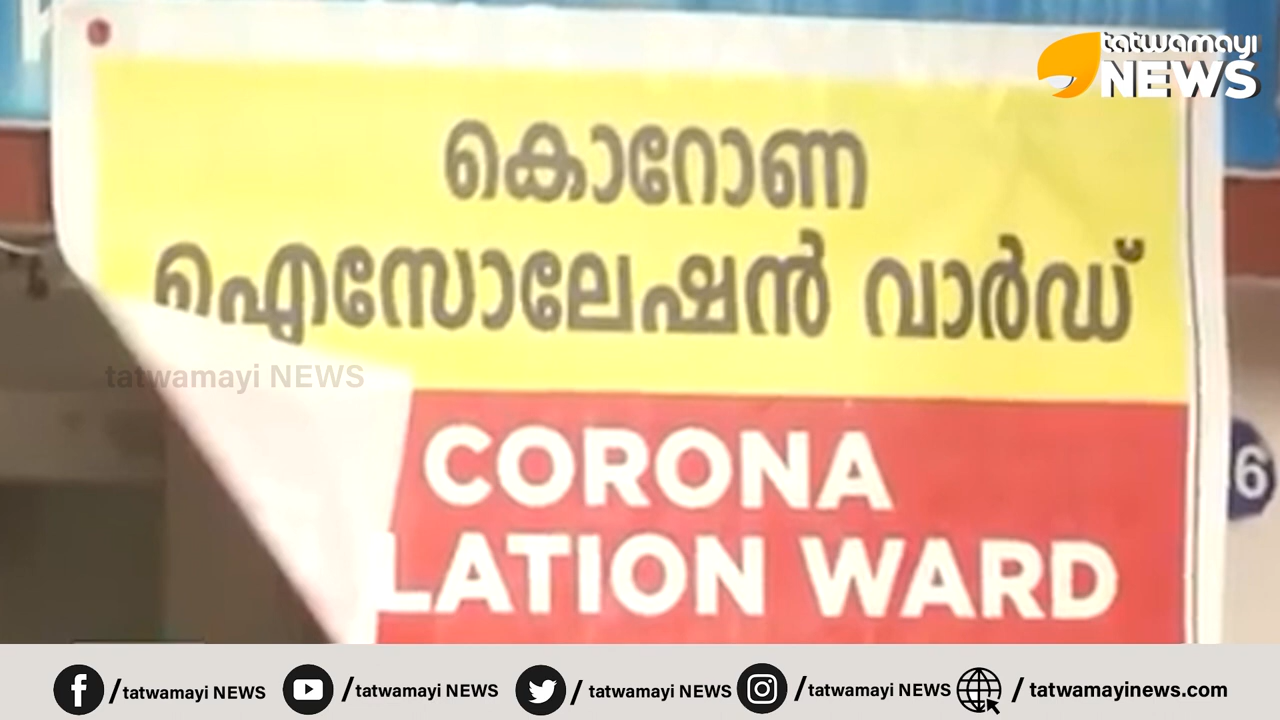 tatwamayi
NEWS
കൊറോണ
ഐസോലേഷൻ വാർഡ്
tatwamayi NEWS
CORONA
LATION WARD
6
/tatwamayi NEWS /tatwamayi NEWS / tatwamayi NEWS /tatwamayi NEWS / tatwamayinews.com